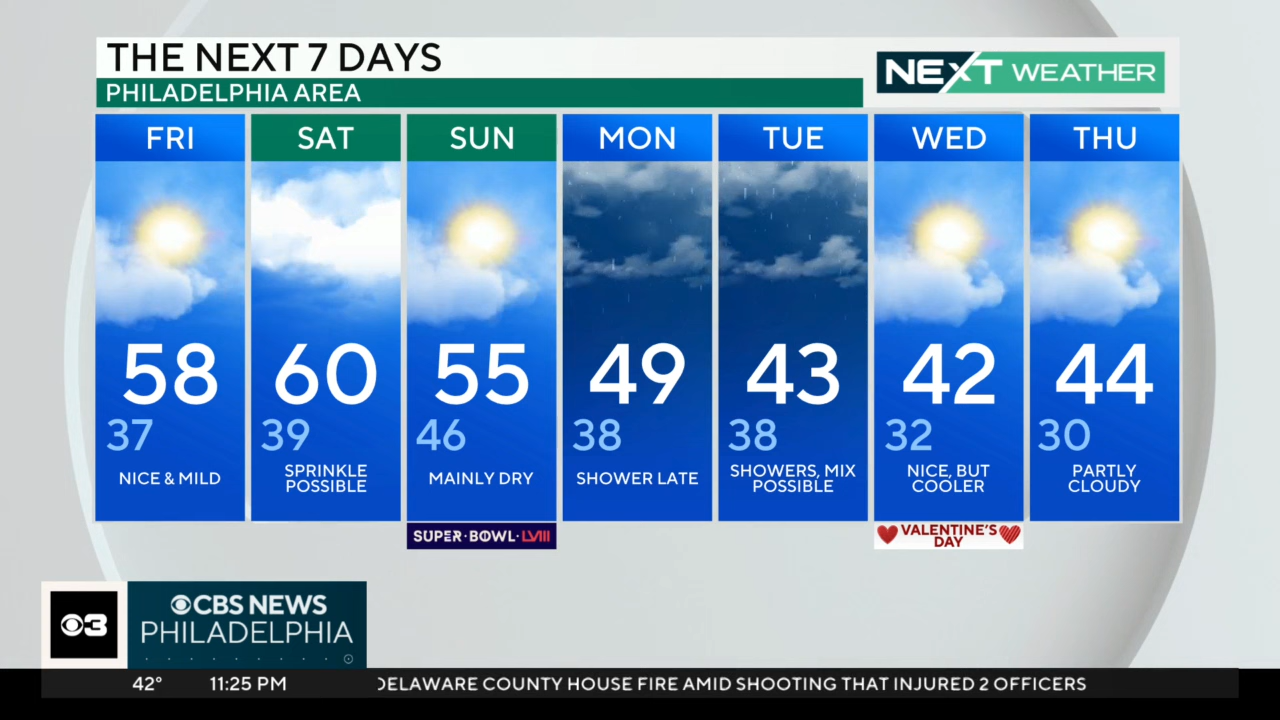 THE NEXT 7 DAYS
PHILADELPHIA AREA
NEXT WEATHER
FRI
SAT
SUN
MON
TUE
WED
THU
58
60
55
49
43
42
44
37
39
46
38
38
32
30
NICE & MILD
SPRINKLE
POSSIBLE
MAINLY DRY
SHOWER LATE
SHOWERS, MIX
POSSIBLE
NICE, BUT
COOLER
PARTLY
CLOUDY
SUPER·BOWL·LVIII
VALENTINE'S
DAY
3
CBS NEWS
PHILADELPHIA
42° 11:25 PM DELAWARE COUNTY HOUSE FIRE AMID SHOOTING THAT INJURED 2 OFFICERS